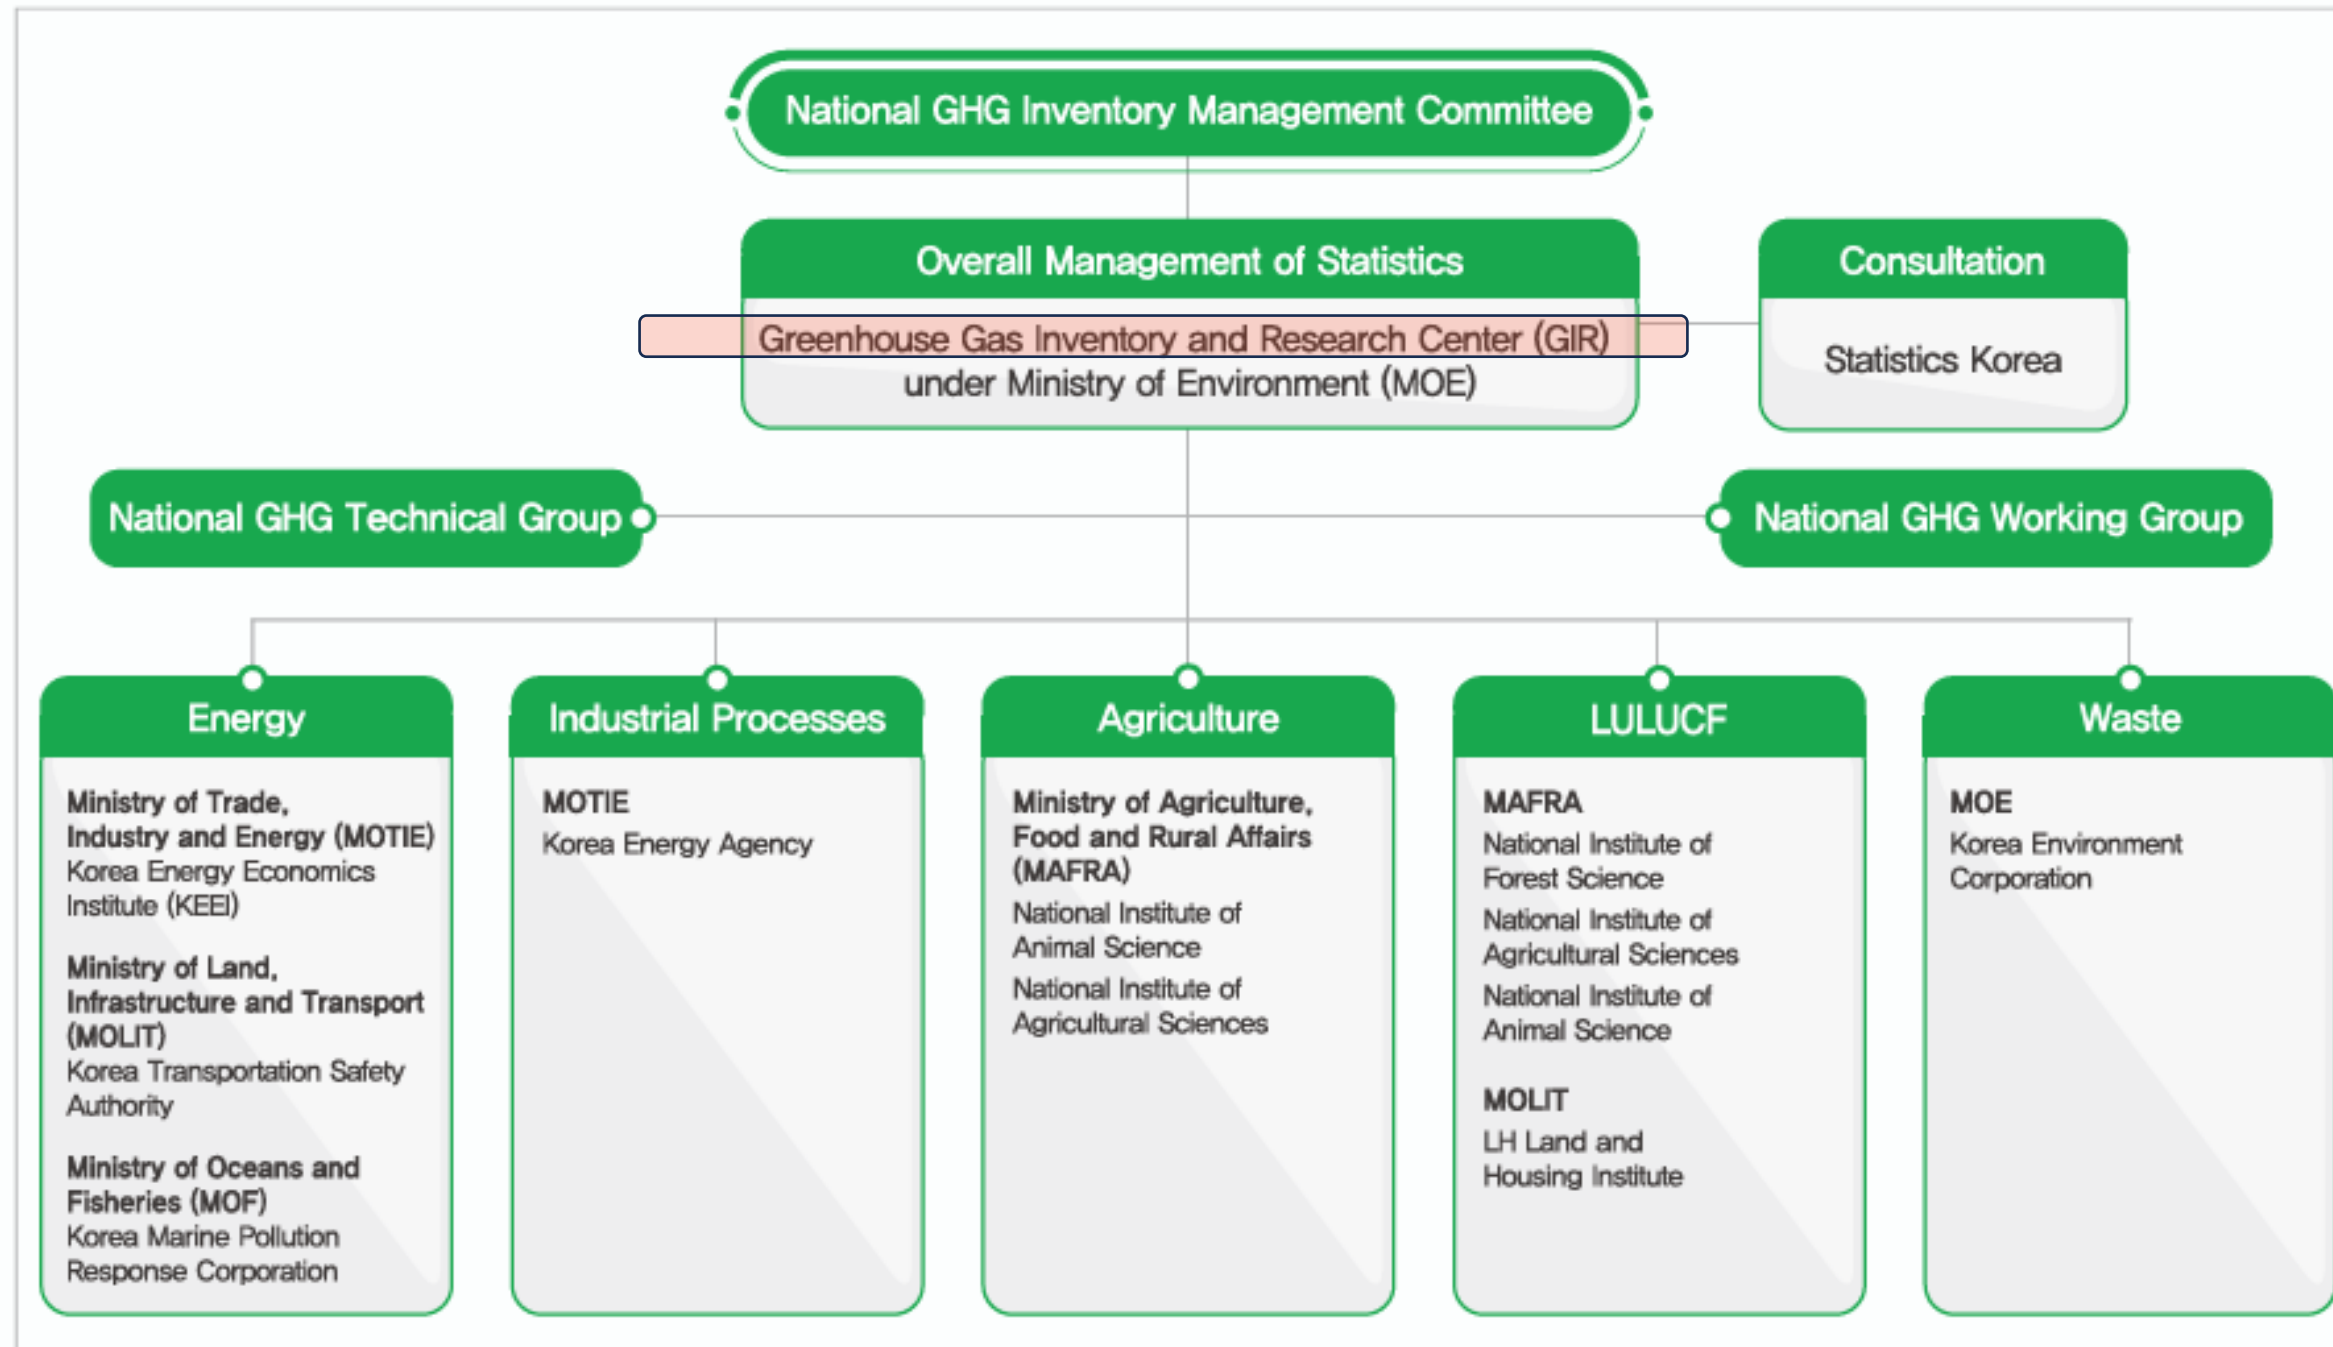 National GHG Inventory Management Committee
Overall Management of Statistics
Greenhouse Gas Inventory and Research Center (GIR)
under Ministry of Environment (MOE)
Consultation
Statistics Korea
National GHG Technical Group
National GHG Working Group
Energy
Ministry of Trade,
Industry and Energy (MOTIE)
Korea Energy Economics
Institute (KEEI)
Ministry of Land,
Infrastructure and Transport
(MOLIT)
Korea Transportation Safety
Authority
Ministry of Oceans and
Fisheries (MOF)
Korea Marine Pollution
Response Corporation
Industrial Processes
MOTIE
Korea Energy Agency
Agriculture
Ministry of Agriculture,
Food and Rural Affairs
(MAFRA)
National Institute of
Animal Science
National Institute of
Agricultural Sciences
LULUCF
MAFRA
National Institute of
Forest Science
National Institute of
Agricultural Sciences
National Institute of
Animal Science
MOLIT
LH Land and
Housing Institute
Waste
MOE
Korea Environment
Corporation